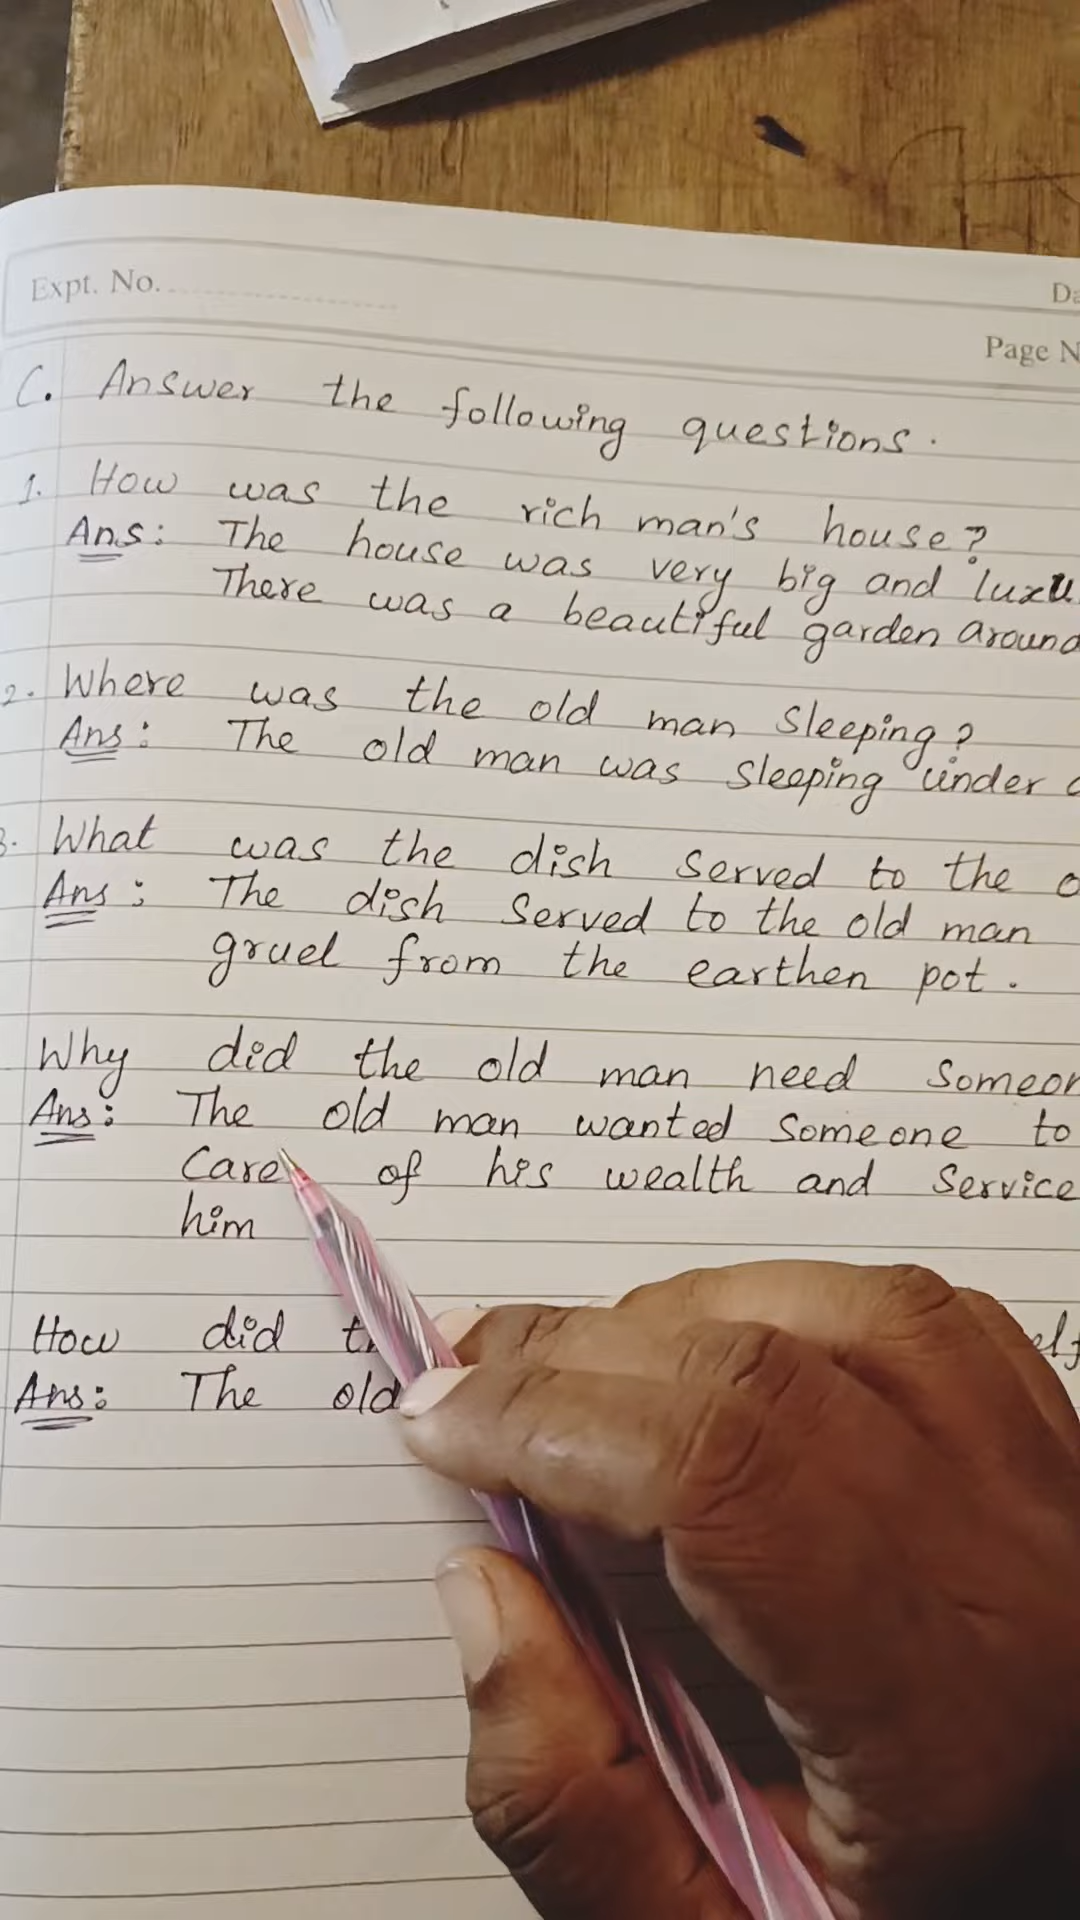 Expt. No.
Page N
C. Answer the following questions.
1. How was the rich man's house?
Ans: The house was very big and luxu
There was a beautiful garden around
2. Where was the old man sleeping?
Ans: The old man was sleeping under
What was the dish served to the
Ans: The dish served to the old man
gruel from the earthen pot.
Why did the old man need
Ans: The old man wanted someone to
care of his wealth and service
him
How did
Ans: The old